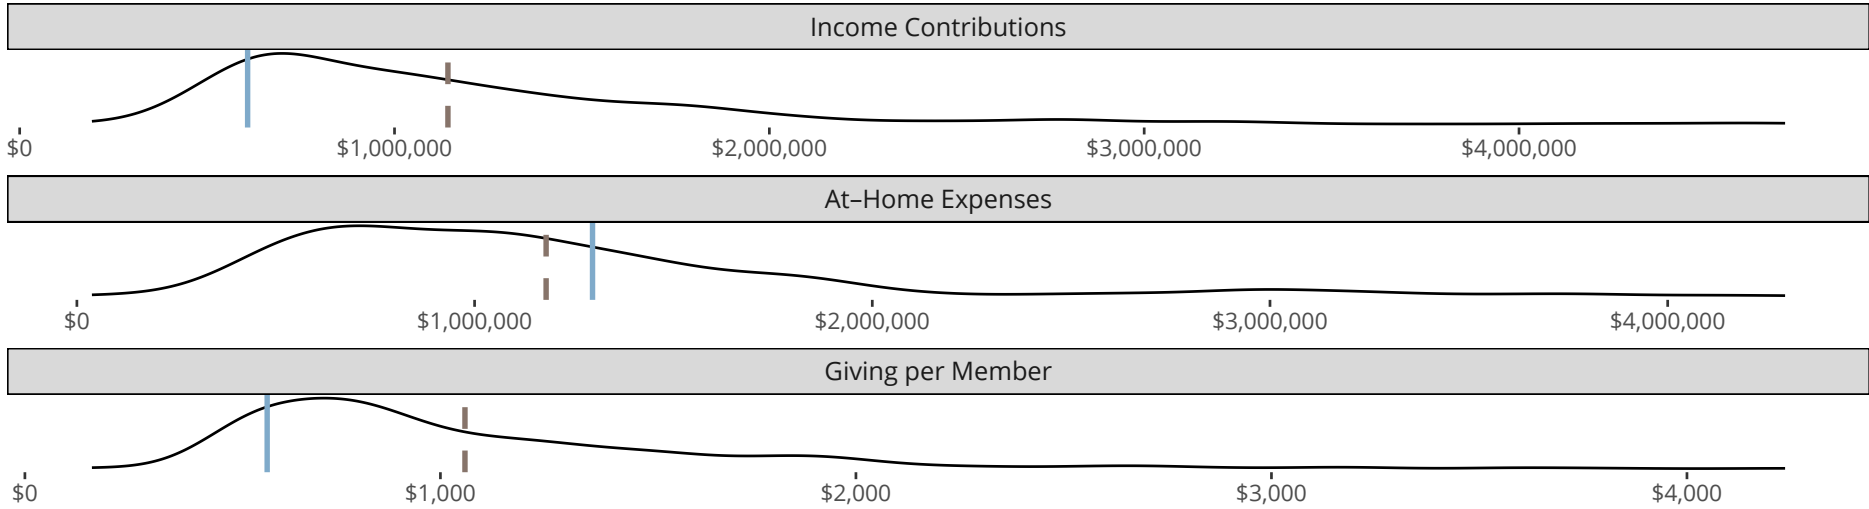 Income Contributions
$0 $1,000,000 $2,000,000 $3,000,000 $4,000,000
At–Home Expenses
$0 $1,000,000 $2,000,000 $3,000,000 $4,000,000
Giving per Member
$0 $1,000 $2,000 $3,000 $4,000